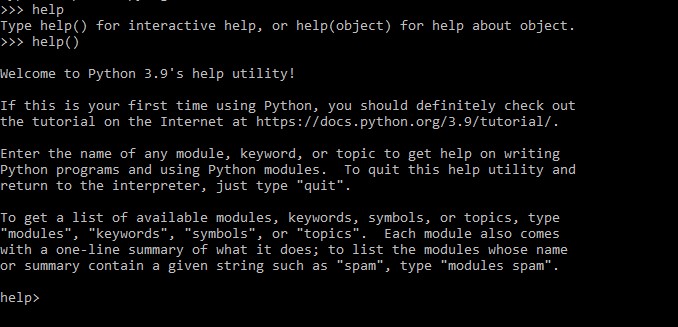 >>> help
Type help() for interactive help, or help(object) for help about object.
>>> help()
Welcome to Python 3.9's help utility!
If this is your first time using Python, you should definitely check out
the tutorial on the Internet at https://docs.python.org/3.9/tutorial/.
Enter the name of any module, keyword, or topic to get help on writing
Python programs and using Python modules.  To quit this help utility and
return to the interpreter, just type "quit".
To get a list of available modules, keywords, symbols, or topics, type
"modules", "keywords", "symbols", or "topics".  Each module also comes
with a one-line summary of what it does; to list the modules whose name
or summary contain a given string such as "spam", type "modules spam".
help>